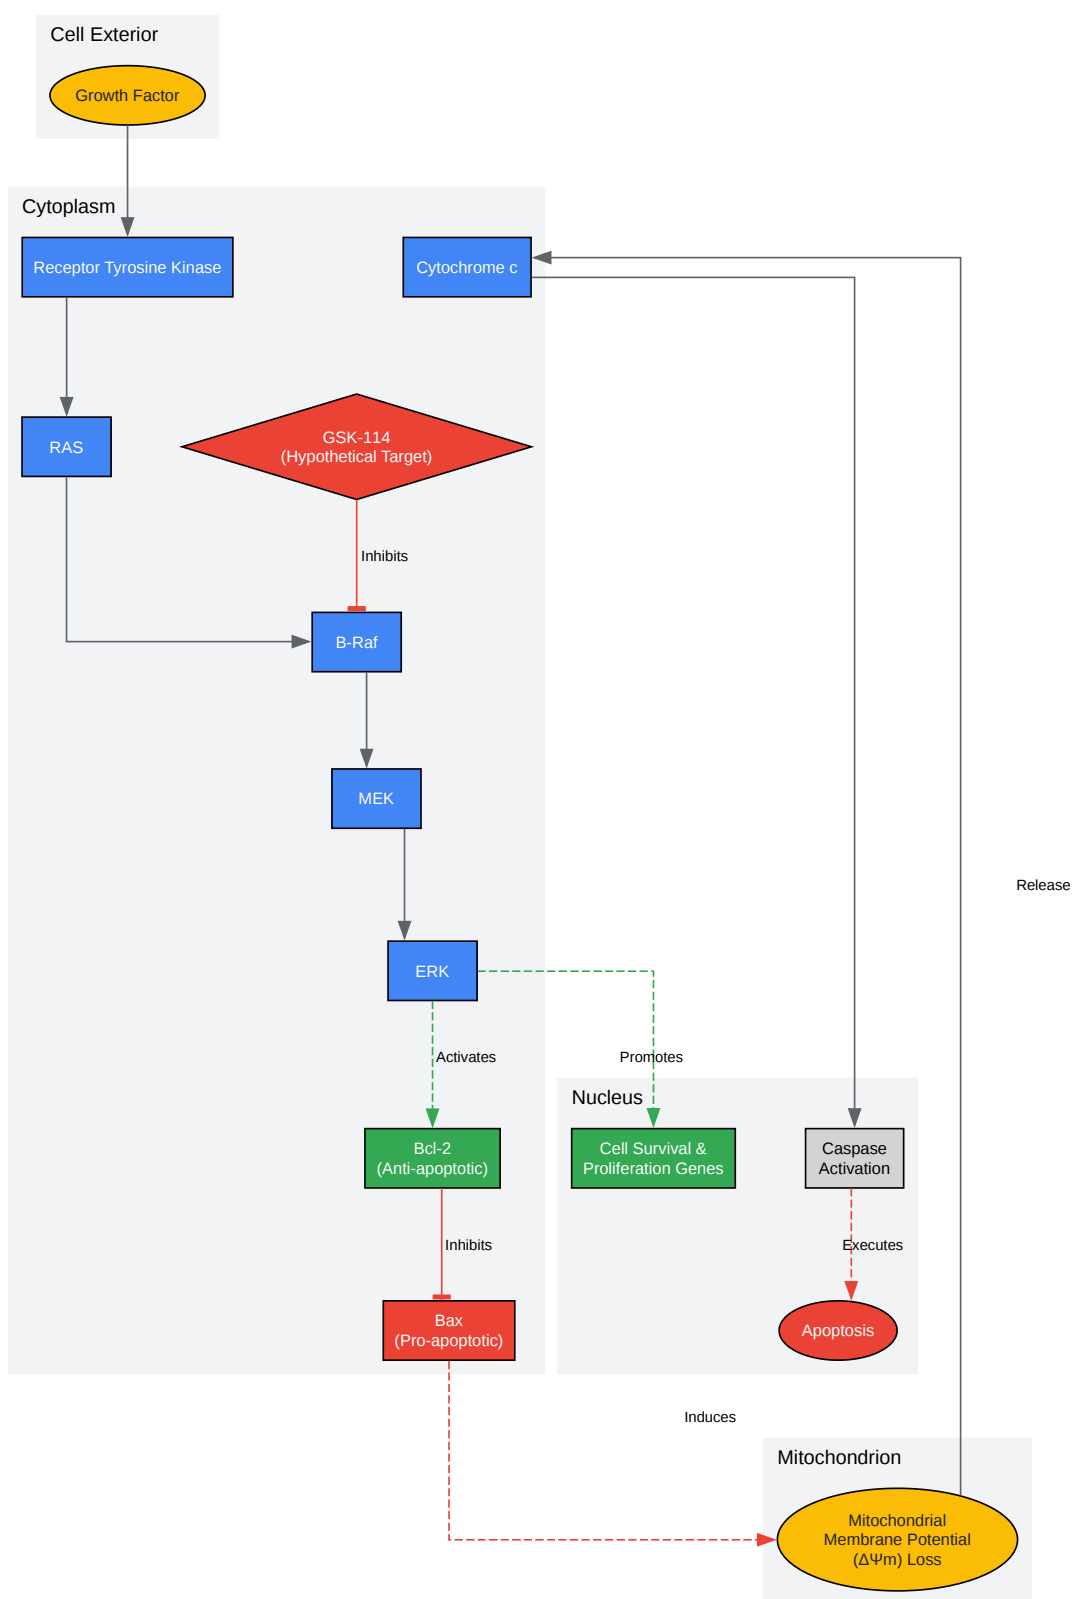 Cell Exterior
Growth Factor
Cytoplasm
Receptor Tyrosine Kinase
Cytochrome c
RAS
GSK-114
(Hypothetical Target)
Inhibits
B-Raf
MEK
Release
ERK
Activates
Promotes
Nucleus
Bcl-2
(Anti-apoptotic)
Cell Survival &
Proliferation Genes
Caspase
Activation
Inhibits
Executes
Bax
(Pro-apoptotic)
Apoptosis
Induces
Mitochondrion
Mitochondrial
Membrane Potential
(ΔΨm) Loss